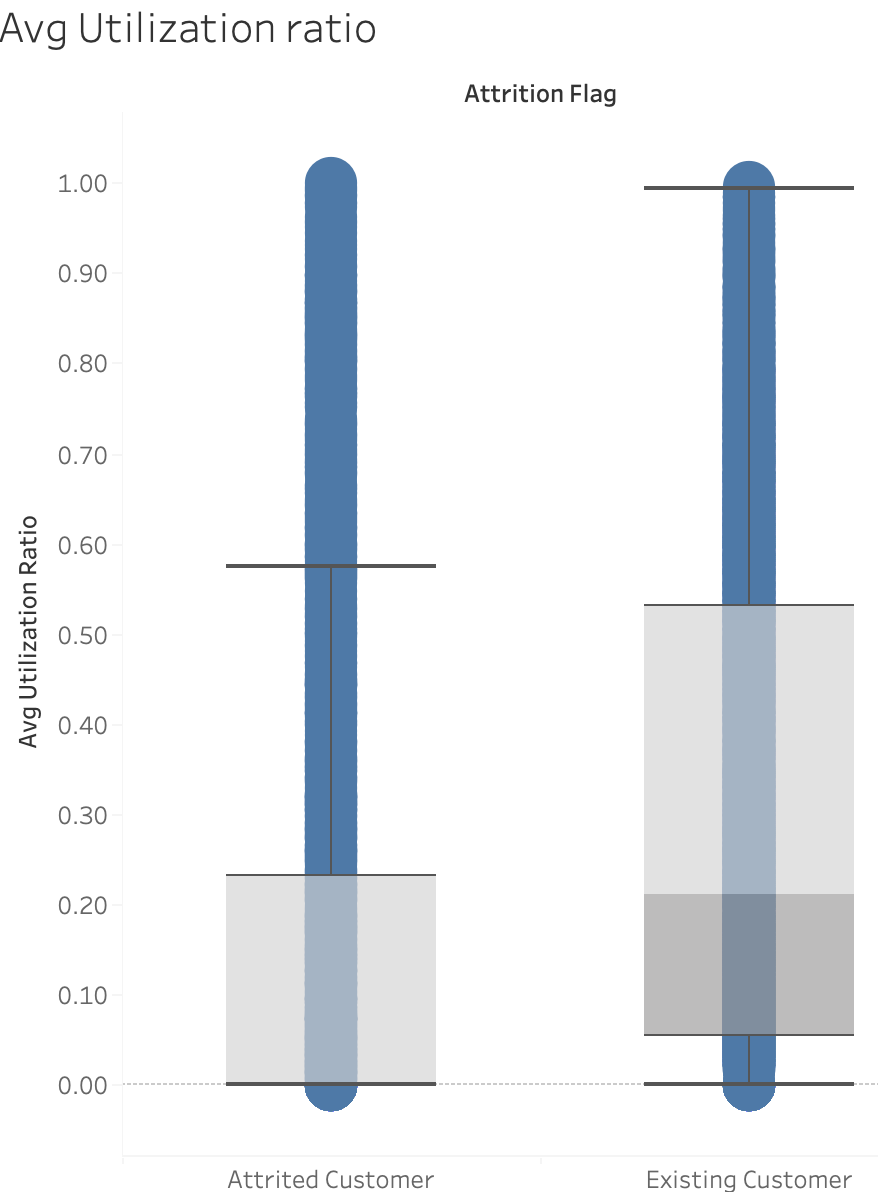 Avg Utilization ratio
Attrition Flag
1.00
0.90
0.80
0.70
0.60
0.50
0.40
0.30
0.20
0.10
0.00
Avg Utilization Ratio
Attrited Customer
Existing Customer